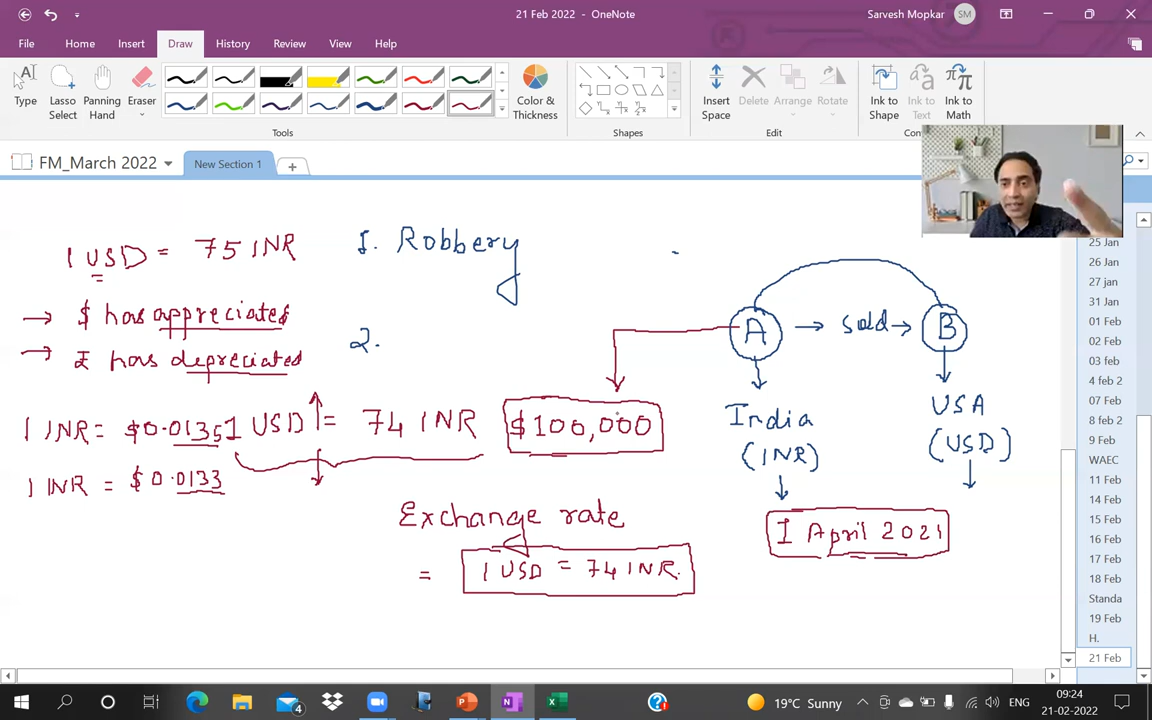 21 Feb 2022 - OneNote
Sarvesh Mopkar
SM
File
Home
Insert
Draw
History
Review
View
Help
Type
Lasso Select
Panning Hand
Eraser
Color & Thickness
Insert Space
Delete
Arrange
Rotate
Ink to Shape
Ink to Text
Ink to Math
Tools
Shapes
Edit
FM_March 2022
New Section 1
1 USD = 75 INR
→ $ has appreciated
→ ₹ has depreciated
1 INR = $0.0135
1 INR = $0.0133
1. Robbery
2.
1 USD = 74 INR
$100,000
Exchange rate
= 1 USD = 74 INR.
A → sold → B
India
(INR)
USA
(USD)
1 April 2021
25 Jan
26 Jan
27 jan
31 Jan
01 Feb
02 Feb
03 feb
4 feb 2
07 Feb
8 feb 2
9 Feb
WAEC
11 Feb
14 Feb
15 Feb
16 Feb
17 Feb
18 Feb
Standa
19 Feb
H.
21 Feb
4
19°C Sunny
ENG
09:24
21-02-2022